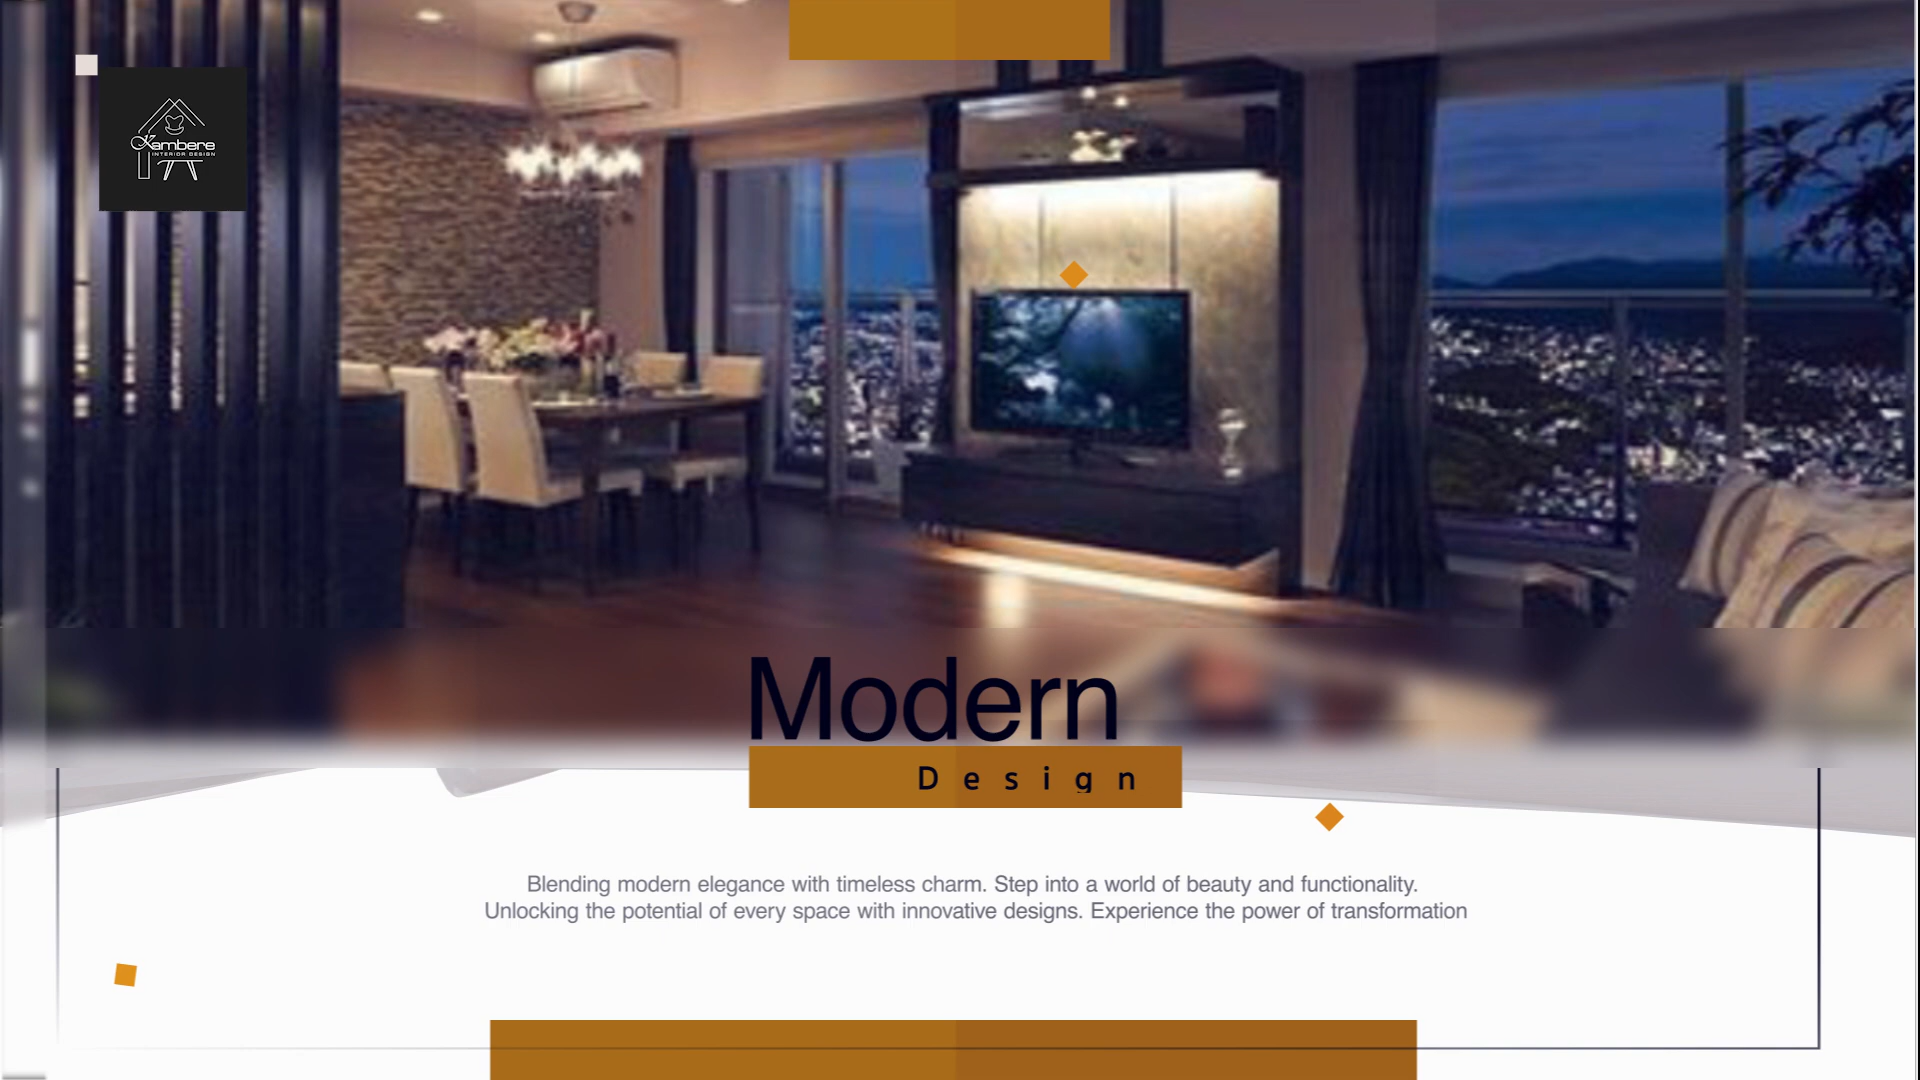 Kambere
INTERIOR DESIGN
Modern
Design
Blending modern elegance with timeless charm. Step into a world of beauty and functionality.
Unlocking the potential of every space with innovative designs. Experience the power of transformation